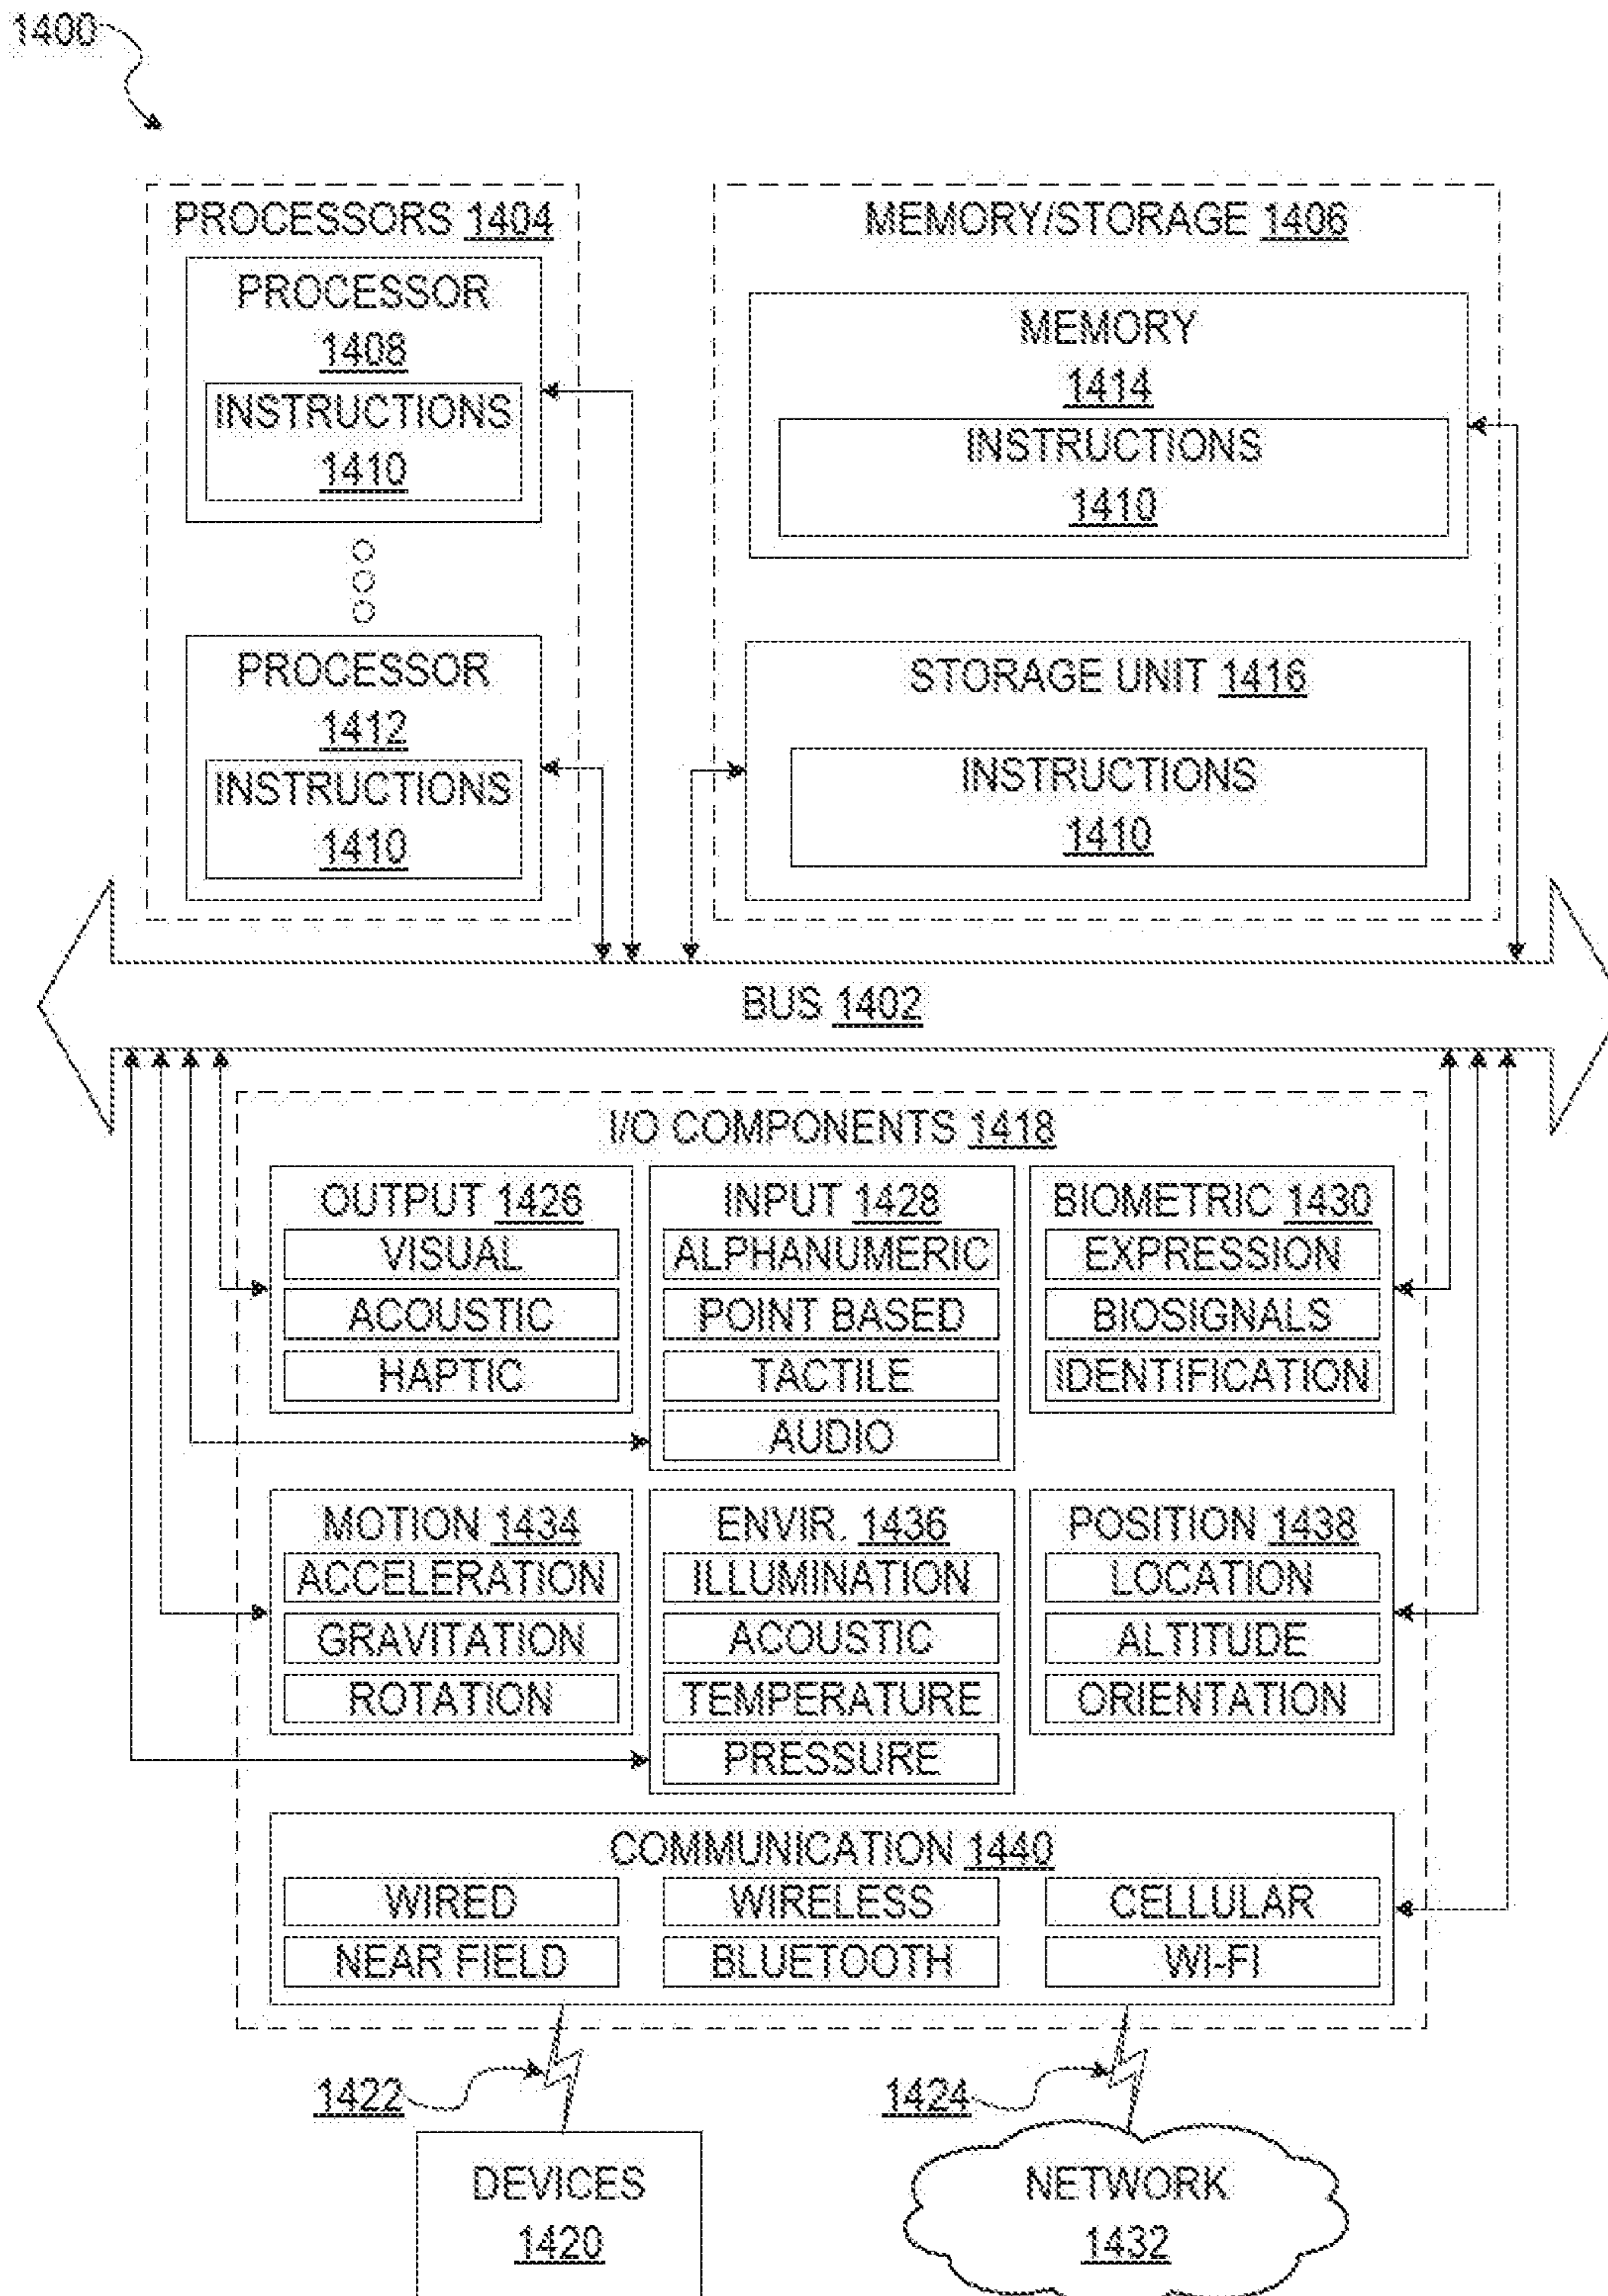 1400
PROCESSORS 1404
PROCESSOR
1408
INSTRUCTIONS
1410
PROCESSOR
1412
INSTRUCTIONS
1410
MEMORY/STORAGE 1406
MEMORY
1414
INSTRUCTIONS
1410
STORAGE UNIT 1416
INSTRUCTIONS
1410
BUS 1402
I/O COMPONENTS 1418
OUTPUT 1426
VISUAL
ACOUSTIC
HAPTIC
INPUT 1428
ALPHANUMERIC
POINT BASED
TACTILE
AUDIO
BIOMETRIC 1430
EXPRESSION
BIOSIGNALS
IDENTIFICATION
MOTION 1434
ACCELERATION
GRAVITATION
ROTATION
ENVIR. 1436
ILLUMINATION
ACOUSTIC
TEMPERATURE
PRESSURE
POSITION 1438
LOCATION
ALTITUDE
ORIENTATION
COMMUNICATION 1440
WIRED
WIRELESS
CELLULAR
NEAR FIELD
BLUETOOTH
WI-FI
1422
1424
DEVICES
1420
NETWORK
1432